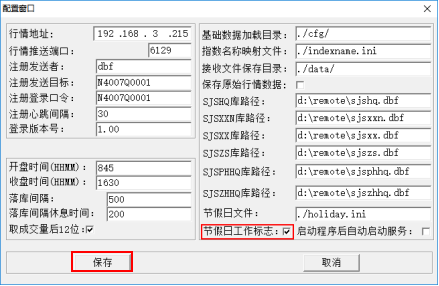 配置窗口
行情地址: 192 .168 . 3 .215
行情推送端口: 6129
注册发送者: dbf
注册发送目标: N4007Q0001
注册登录口令: N4007Q0001
注册心跳间隔: 30
登录版本号: 1.00
开盘时间(HHMM): 845
收盘时间(HHMM): 1630
落库间隔: 500
落库间隔休息时间: 200
取成交量后12位:
基础数据加载目录: ./cfg/
指数名称映射文件: ./indexname.ini
接收文件保存目录: ./data/
保存原始行情数据:
SJSHQ库路径: d:\remote\sjshq.dbf
SJSXXN库路径: d:\remote\sjsxxn.dbf
SJSXX库路径: d:\remote\sjsxx.dbf
SJSZS库路径: d:\remote\sjszs.dbf
SJSPHHQ库路径: d:\remote\sjsphhq.dbf
SJSZHHQ库路径: d:\remote\sjszhhq.dbf
节假日文件: ./holiday.ini
节假日工作标志: 启动程序后自动启动服务:
保存 取消